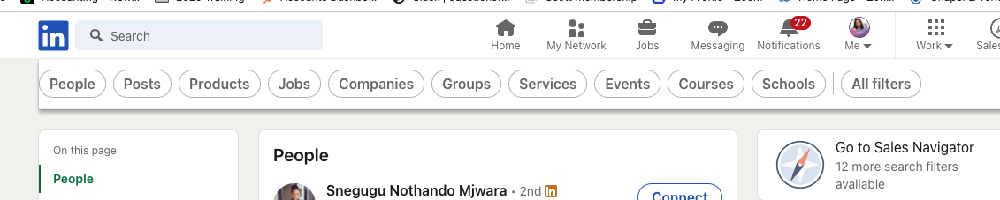 in Search
Home My Network Jobs Messaging Notifications 22 Me Work Sales
People Posts Products Jobs Companies Groups Services Events Courses Schools All filters
On this page
People
People
Snegugu Nothando Mjwara • 2nd in
Connect
Go to Sales Navigator
12 more search filters
available